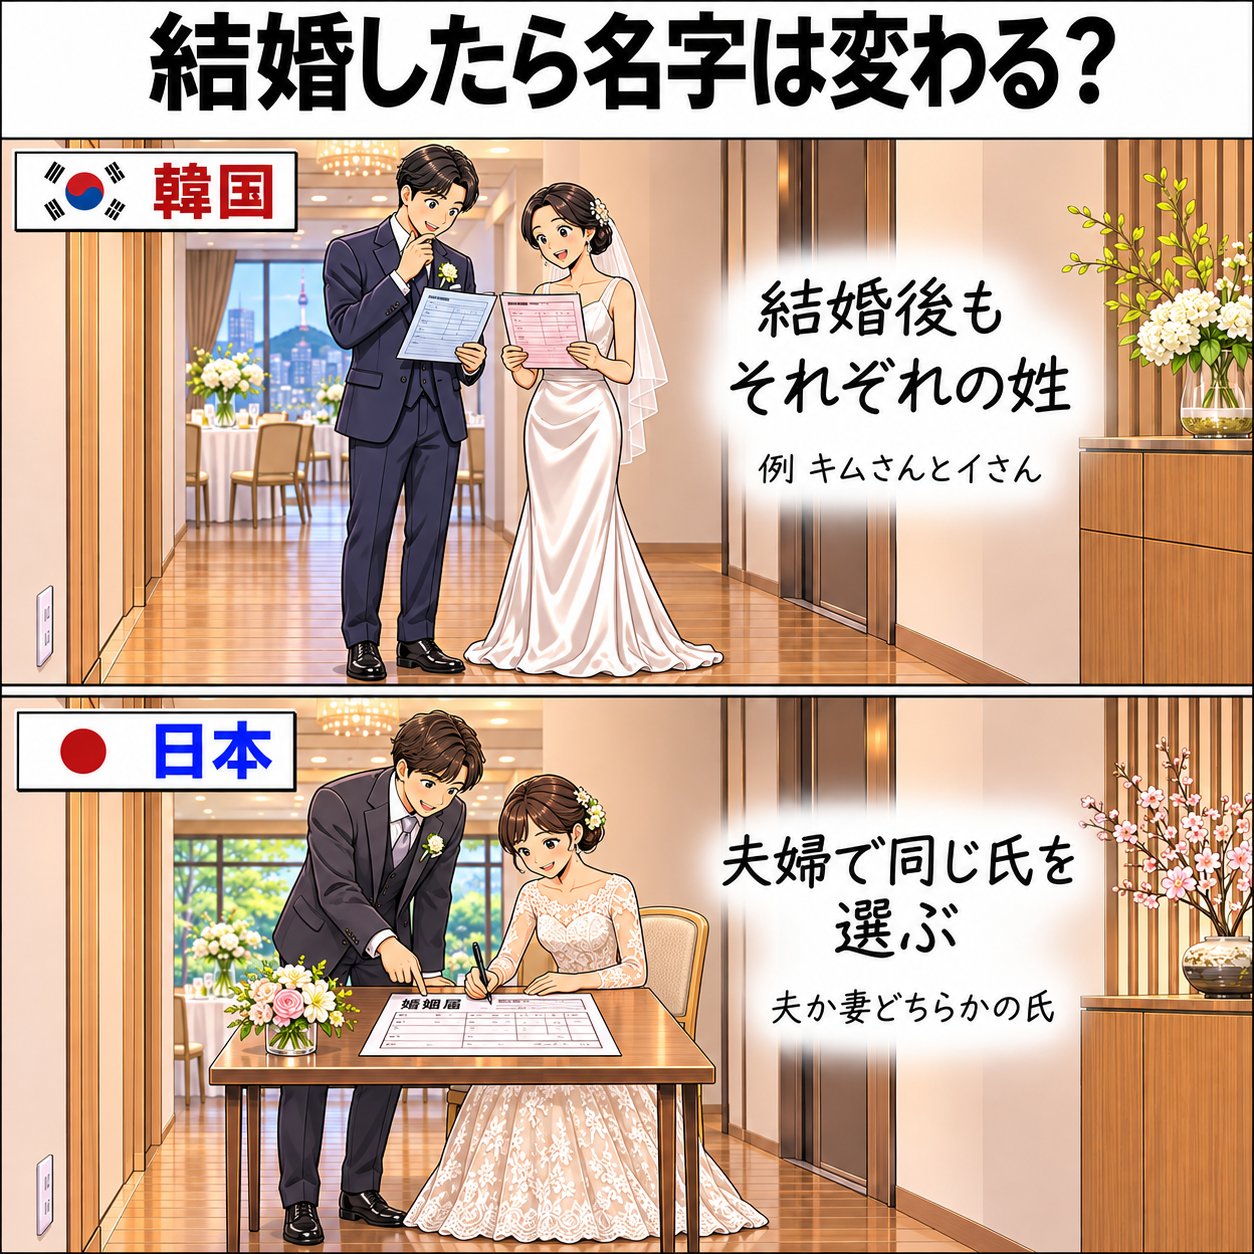 結婚したら名字は変わる？
韓国
結婚後も
それぞれの姓
例 キムさんとイさん
日本
夫婦で同じ氏を
選ぶ
夫か妻どちらかの氏
婚姻届